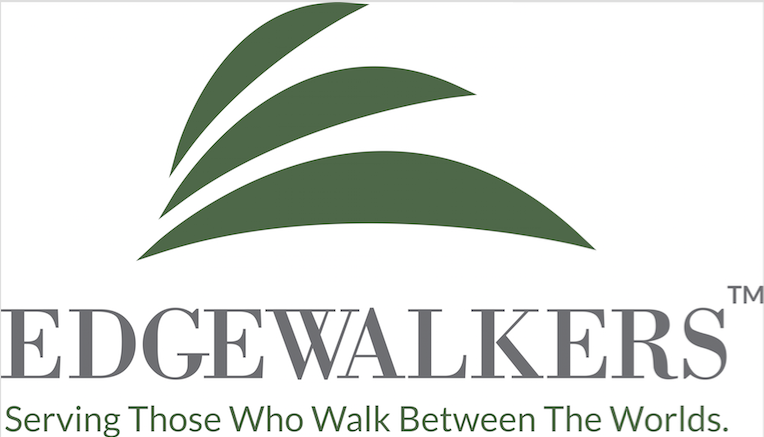 EDGEWALKERS™
Serving Those Who Walk Between The Worlds.